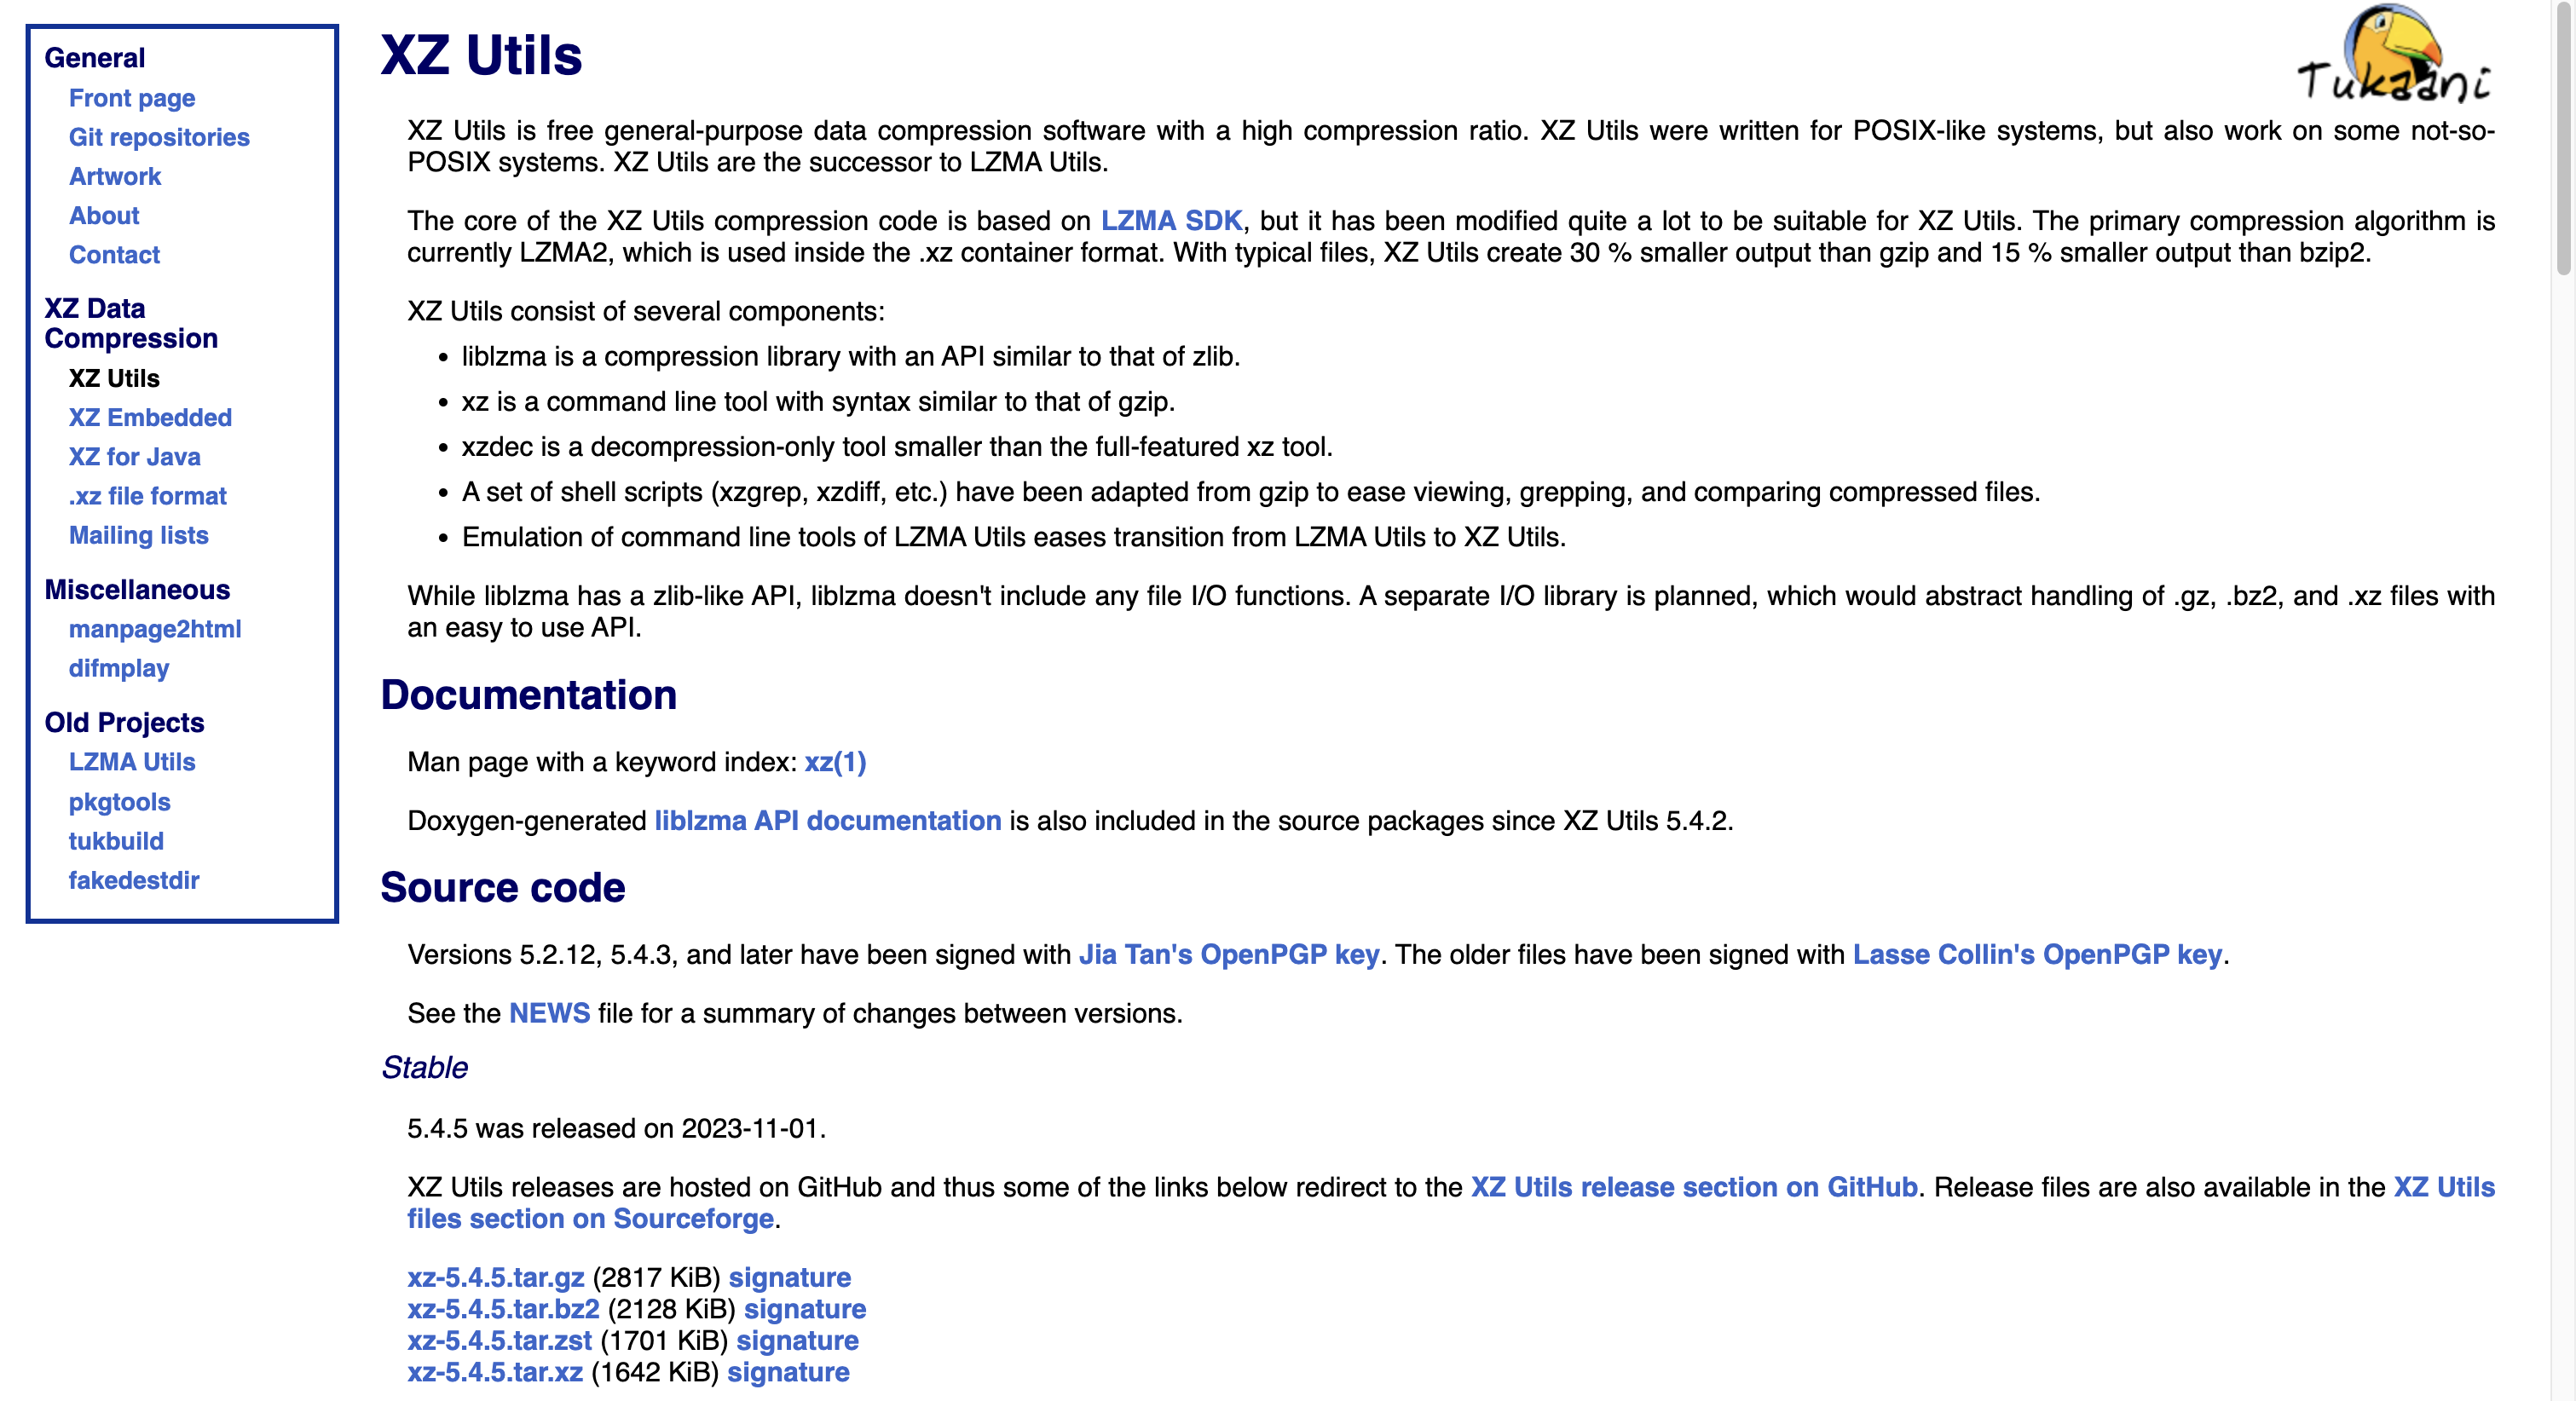 General
Front page
Git repositories
Artwork
About
Contact
XZ Data
Compression
XZ Utils
XZ Embedded
XZ for Java
.xz file format
Mailing lists
Miscellaneous
manpage2html
difmplay
Old Projects
LZMA Utils
pkgtools
tukbuild
fakedestdir
XZ Utils
Tukaani
XZ Utils is free general-purpose data compression software with a high compression ratio. XZ Utils were written for POSIX-like systems, but also work on some not-so-
POSIX systems. XZ Utils are the successor to LZMA Utils.
The core of the XZ Utils compression code is based on LZMA SDK, but it has been modified quite a lot to be suitable for XZ Utils. The primary compression algorithm is
currently LZMA2, which is used inside the .xz container format. With typical files, XZ Utils create 30 % smaller output than gzip and 15 % smaller output than bzip2.
XZ Utils consist of several components:
• liblzma is a compression library with an API similar to that of zlib.
• xz is a command line tool with syntax similar to that of gzip.
• xzdec is a decompression-only tool smaller than the full-featured xz tool.
• A set of shell scripts (xzgrep, xzdiff, etc.) have been adapted from gzip to ease viewing, grepping, and comparing compressed files.
• Emulation of command line tools of LZMA Utils eases transition from LZMA Utils to XZ Utils.
While liblzma has a zlib-like API, liblzma doesn't include any file I/O functions. A separate I/O library is planned, which would abstract handling of .gz, .bz2, and .xz files with
an easy to use API.
Documentation
Man page with a keyword index: xz(1)
Doxygen-generated liblzma API documentation is also included in the source packages since XZ Utils 5.4.2.
Source code
Versions 5.2.12, 5.4.3, and later have been signed with Jia Tan's OpenPGP key. The older files have been signed with Lasse Collin's OpenPGP key.
See the NEWS file for a summary of changes between versions.
Stable
5.4.5 was released on 2023-11-01.
XZ Utils releases are hosted on GitHub and thus some of the links below redirect to the XZ Utils release section on GitHub. Release files are also available in the XZ Utils
files section on Sourceforge.
xz-5.4.5.tar.gz (2817 KiB) signature
xz-5.4.5.tar.bz2 (2128 KiB) signature
xz-5.4.5.tar.zst (1701 KiB) signature
xz-5.4.5.tar.xz (1642 KiB) signature